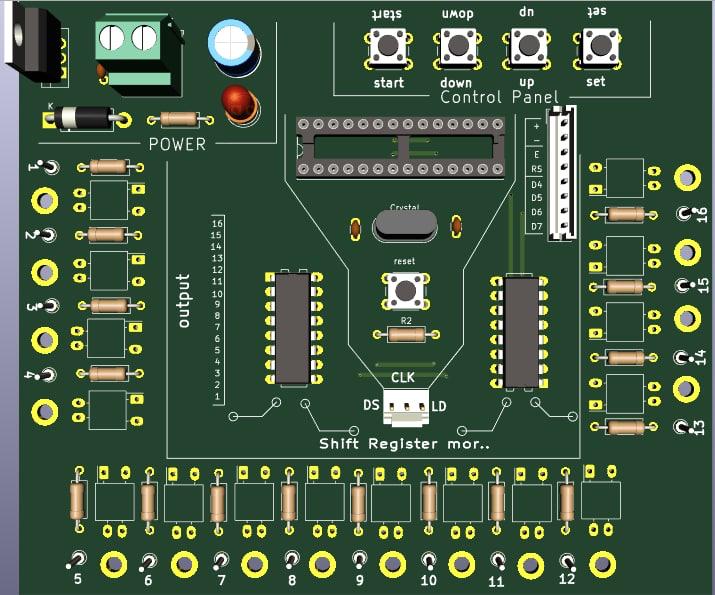 start
down
up
set
start
down
up
set
Control Panel
K
POWER
+
–
E
RS
D4
D5
D6
D7
1
2
3
4
16
15
14
13
Crystal
reset
R2
output
16
15
14
13
12
11
10
9
8
7
6
5
4
3
2
1
CLK
DS
LD
Shift Register mor..
5
6
7
8
9
10
11
12